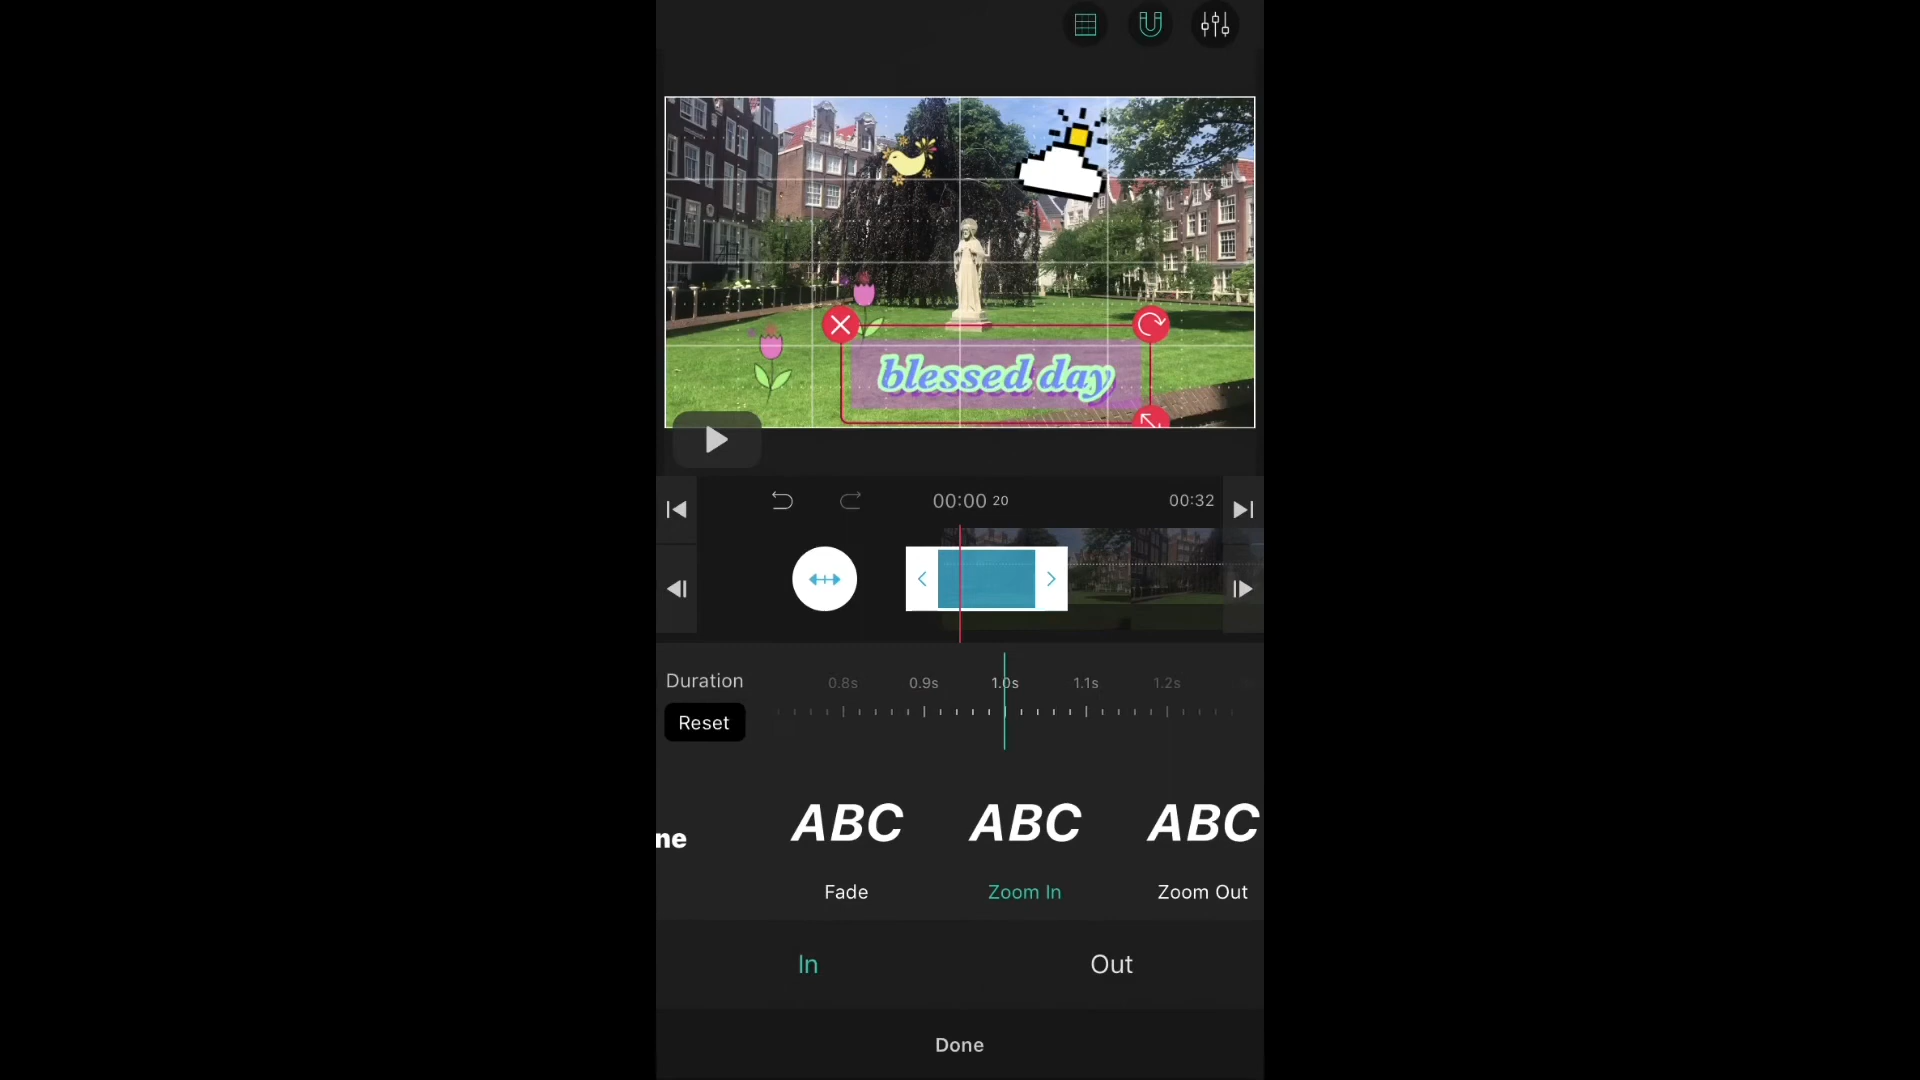 blessed day
00:00 20
00:32
Duration
0.8s 0.9s 1.0s 1.1s 1.2s
Reset
ne
ABC ABC ABC
Fade Zoom In Zoom Out
In Out
Done